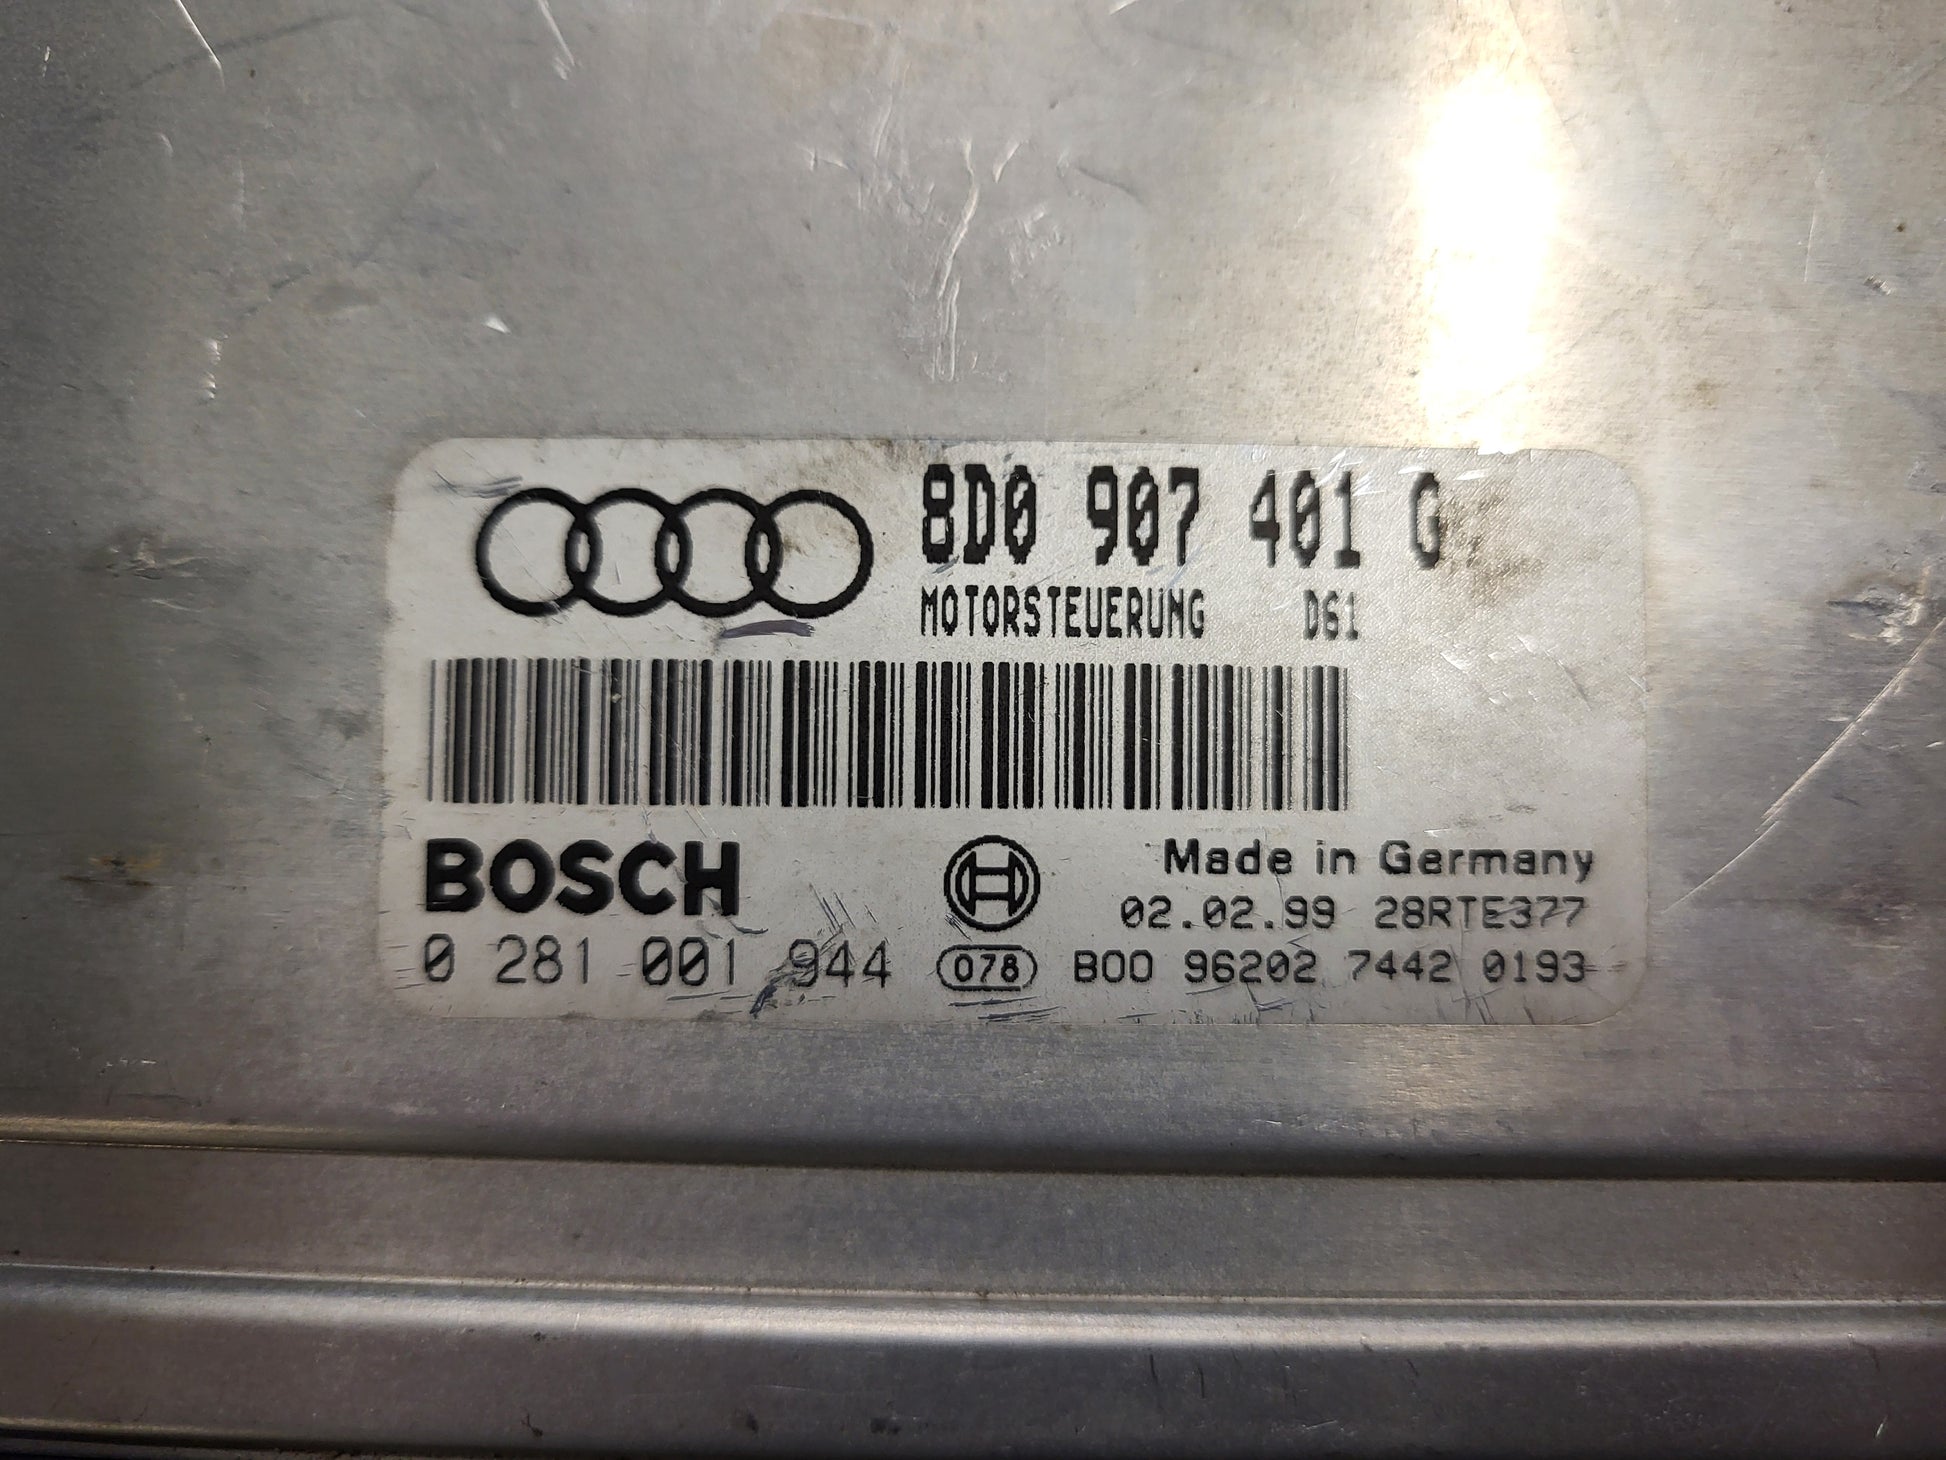 8D0 907 401 G
MOTORSTEUERUNG D61
BOSCH
Made in Germany
02.02.99 28RTE377
0 281 001 944
078
B00 96202 7442 0193